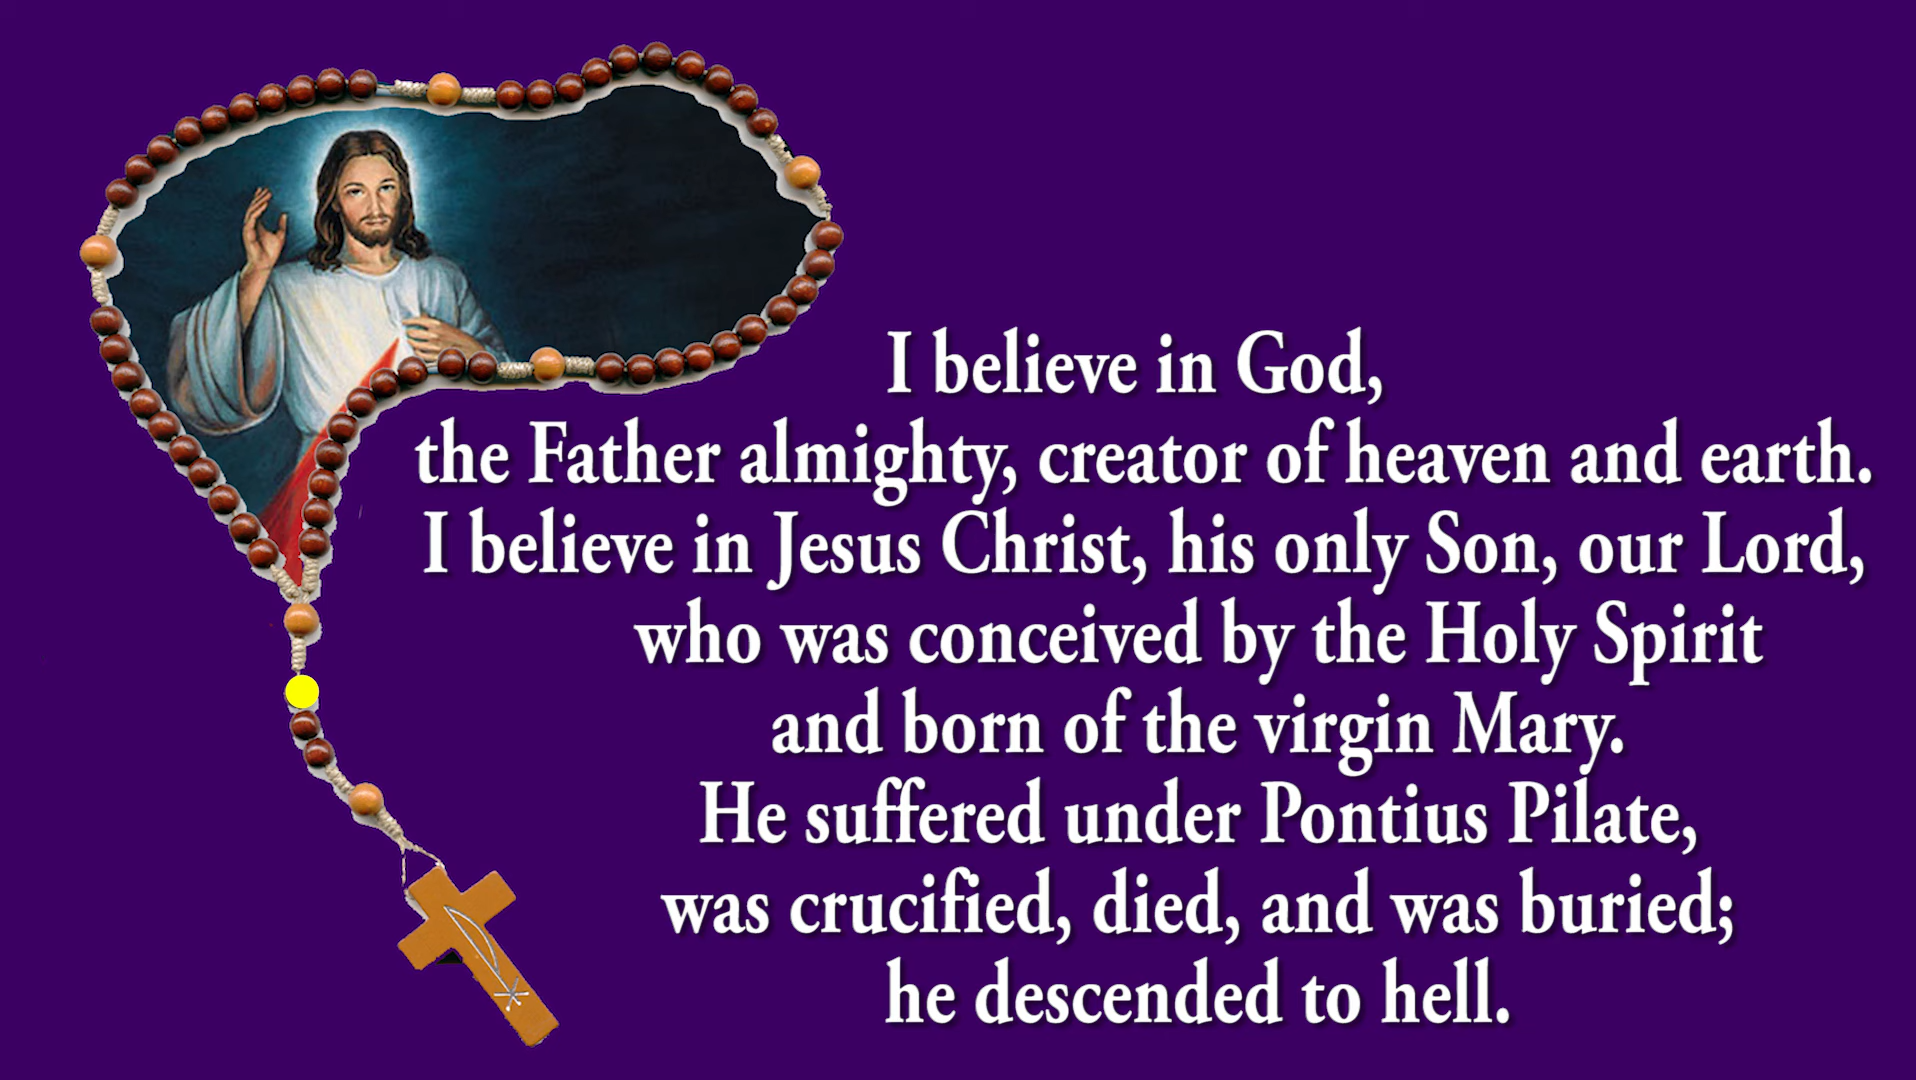 I believe in God,
the Father almighty, creator of heaven and earth.
I believe in Jesus Christ, his only Son, our Lord,
who was conceived by the Holy Spirit
and born of the virgin Mary.
He suffered under Pontius Pilate,
was crucified, died, and was buried;
he descended to hell.